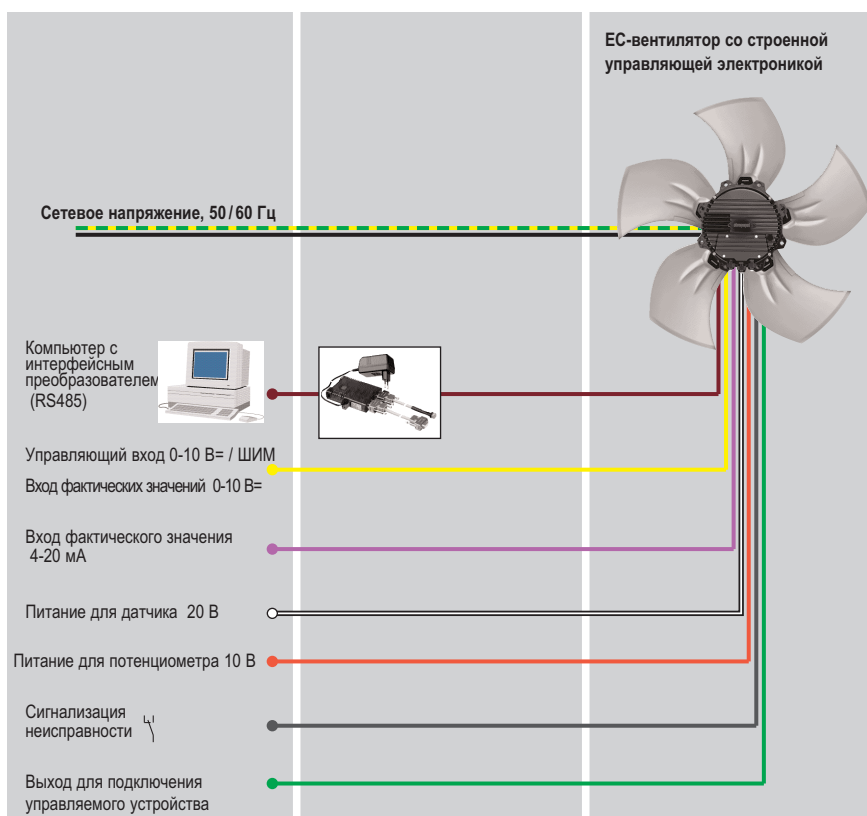 ЕС-вентилятор со строенной
управляющей электроникой
Сетевое напряжение, 50/60 Гц
Компьютер с
интерфейсным
преобразователем
(RS485)
Управляющий вход 0-10 В= / ШИМ
Вход фактических значений 0-10 В=
Вход фактического значения
4-20 мА
Питание для датчика 20 В
Питание для потенциометра 10 В
Сигнализация
неисправности
Выход для подключения
управляемого устройства